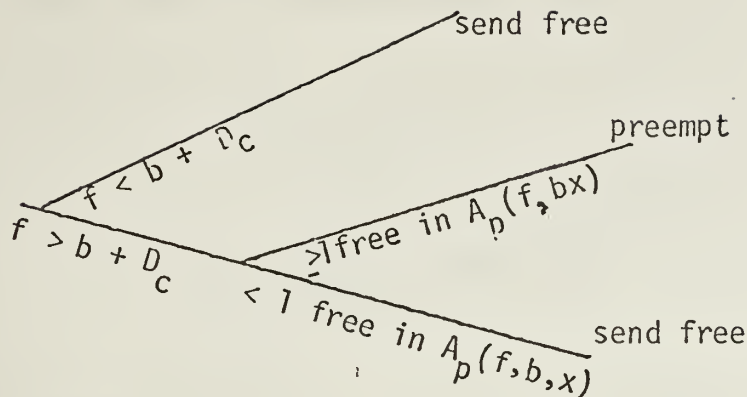 send free
f < b + D_c
preempt
≥1 free in A_p(f,bx)
f > b + D_c
< 1 free in A_p(f,b,x)
send free